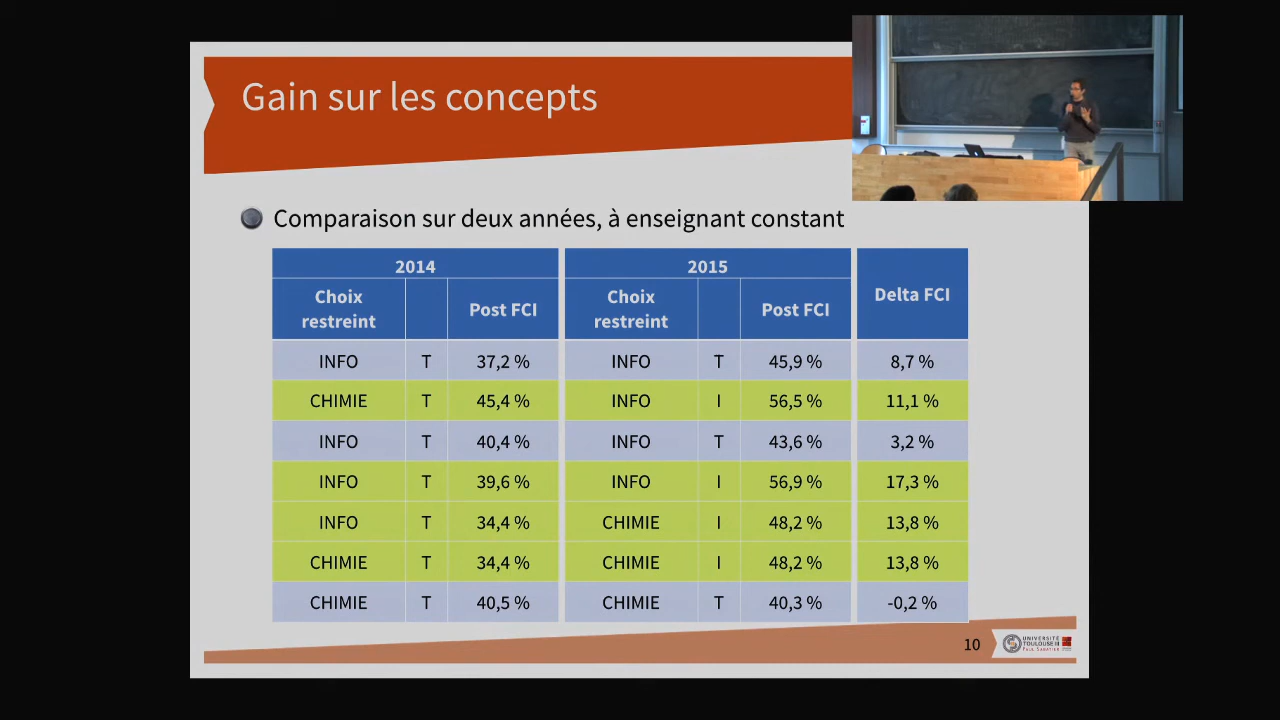 Gain sur les concepts
Comparaison sur deux années, à enseignant constant
2014 2015 Delta FCI
Choix restreint Post FCI Choix restreint Post FCI
INFO T 37,2 % INFO T 45,9 % 8,7 %
CHIMIE T 45,4 % INFO I 56,5 % 11,1 %
INFO T 40,4 % INFO T 43,6 % 3,2 %
INFO T 39,6 % INFO I 56,9 % 17,3 %
INFO T 34,4 % CHIMIE I 48,2 % 13,8 %
CHIMIE T 34,4 % CHIMIE I 48,2 % 13,8 %
CHIMIE T 40,5 % CHIMIE T 40,3 % -0,2 %
10
UNIVERSITÉ
TOULOUSE III
PAUL SABATIER